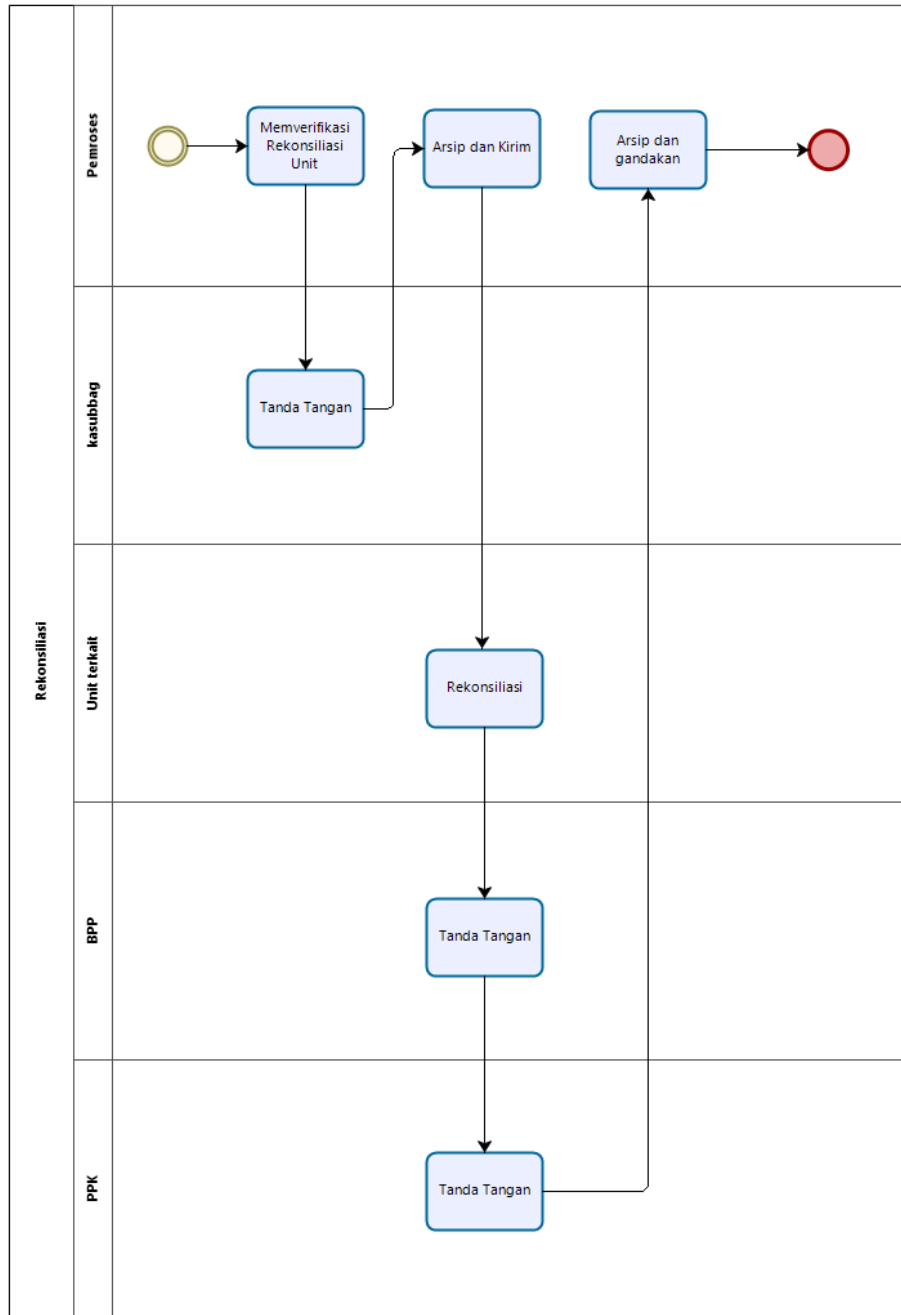 Rekonsiliasi
Pemroses
Memverifikasi
Rekonsiliasi
Unit
Arsip dan Kirim
Arsip dan
gandakan
kasubbag
Tanda Tangan
Unit terkait
Rekonsiliasi
BPP
Tanda Tangan
PPK
Tanda Tangan